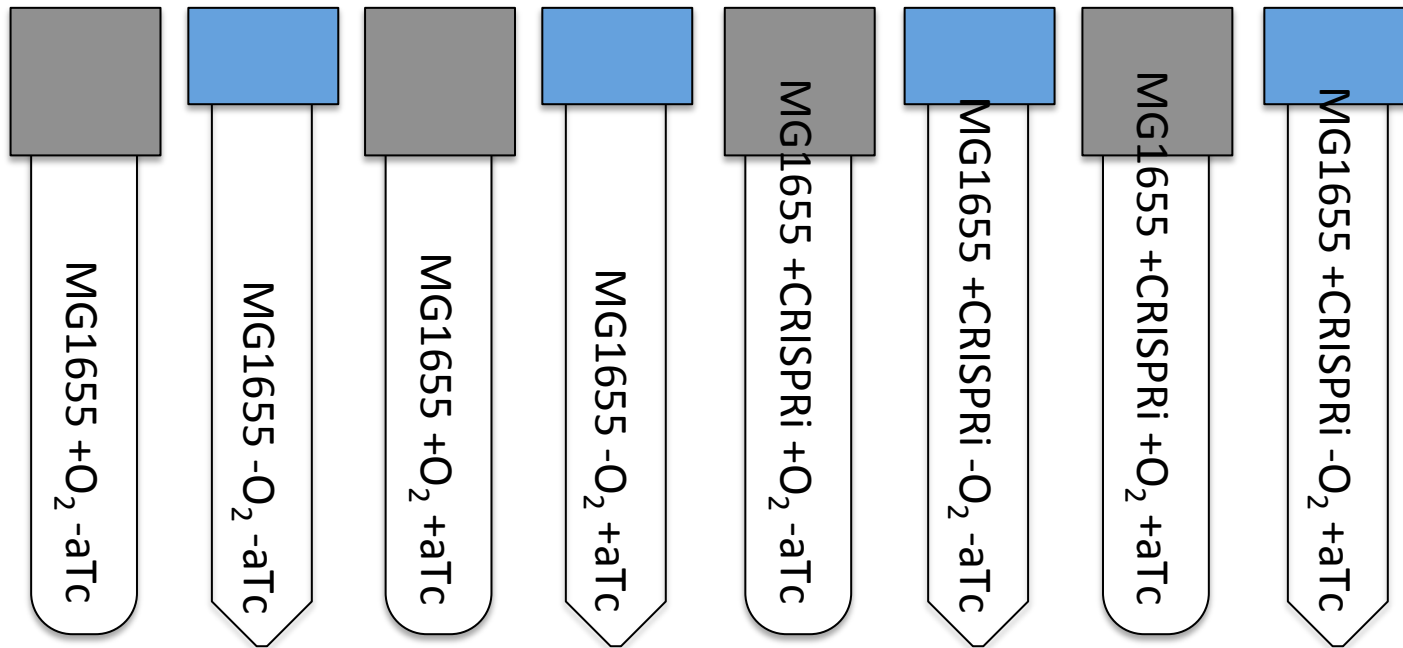 MG1655 +O₂ -aTc
MG1655 -O₂ -aTc
MG1655 +O₂ +aTc
MG1655 -O₂ +aTc
MG1655 +CRISPRi +O₂ -aTc
MG1655 +CRISPRi -O₂ -aTc
MG1655 +CRISPRi +O₂ +aTc
MG1655 +CRISPRi -O₂ +aTc